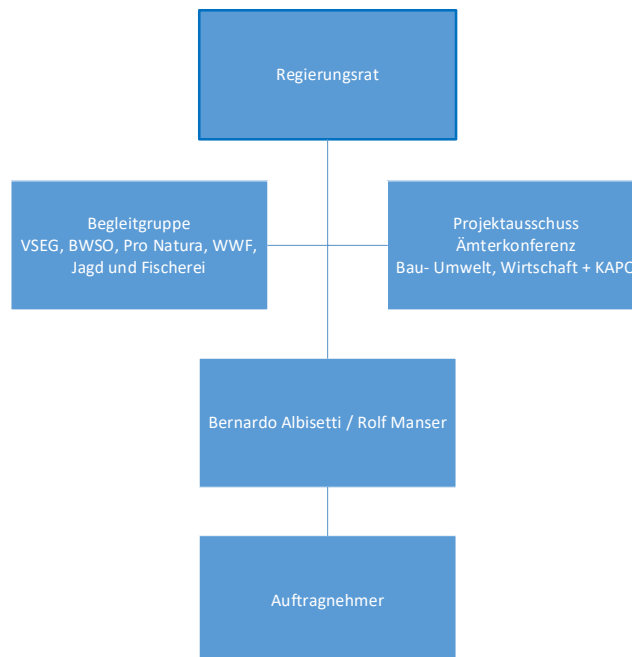 Regierungsrat
Begleitgruppe
VSEG, BWSO, Pro Natura, WWF,
Jagd und Fischerei
Projektausschuss
Ämterkonferenz
Bau- Umwelt, Wirtschaft + KAPO
Bernardo Albisetti / Rolf Manser
Auftragnehmer